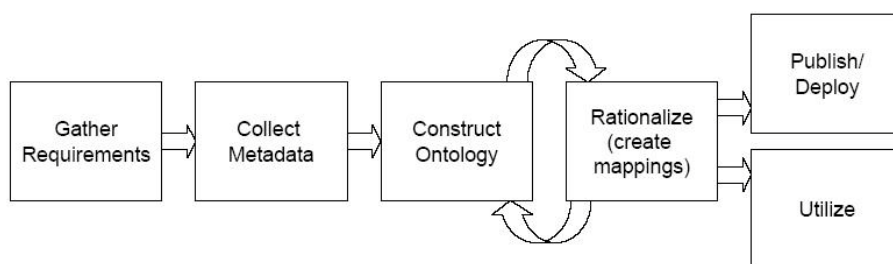 Gather
Requirements
Collect
Metadata
Construct
Ontology
Rationalize
(create
mappings)
Publish/
Deploy
Utilize